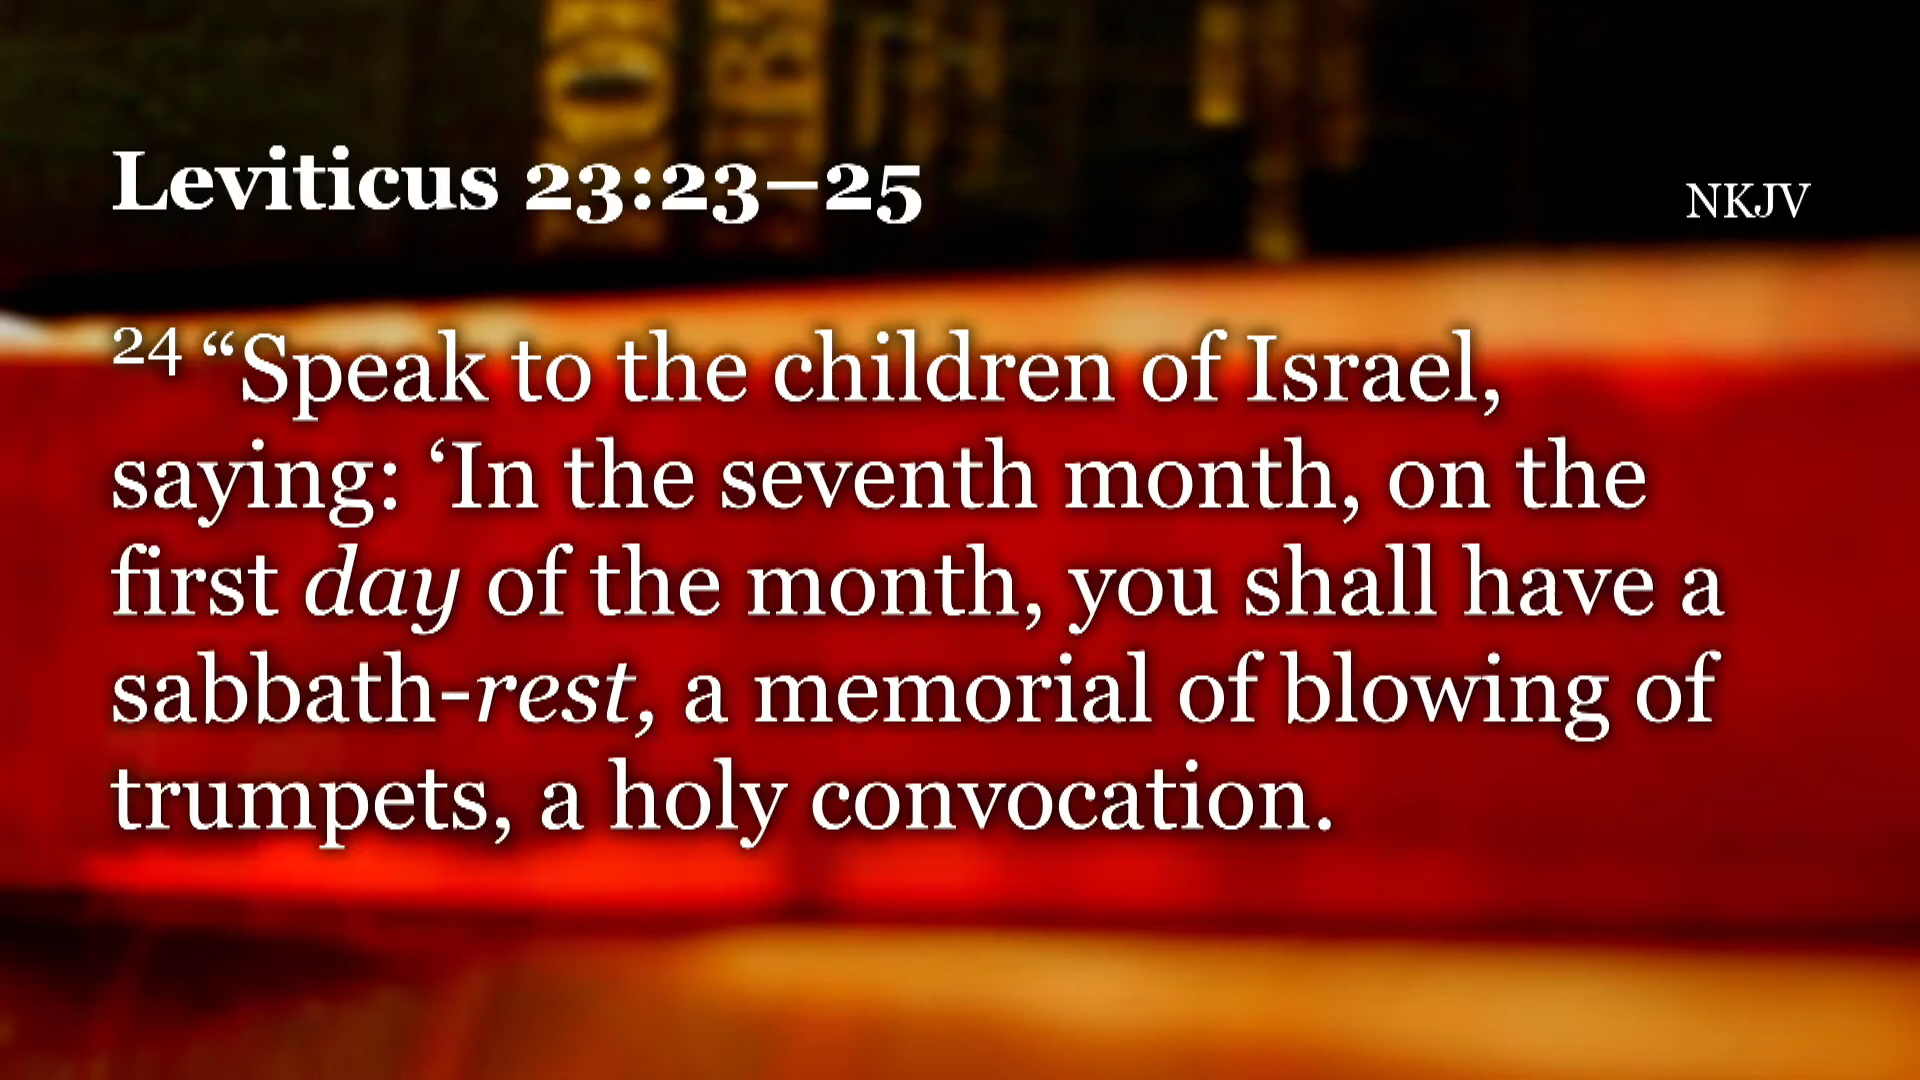 Leviticus 23:23–25
NKJV
24 “Speak to the children of Israel,
saying: ‘In the seventh month, on the
first day of the month, you shall have a
sabbath-rest, a memorial of blowing of
trumpets, a holy convocation.